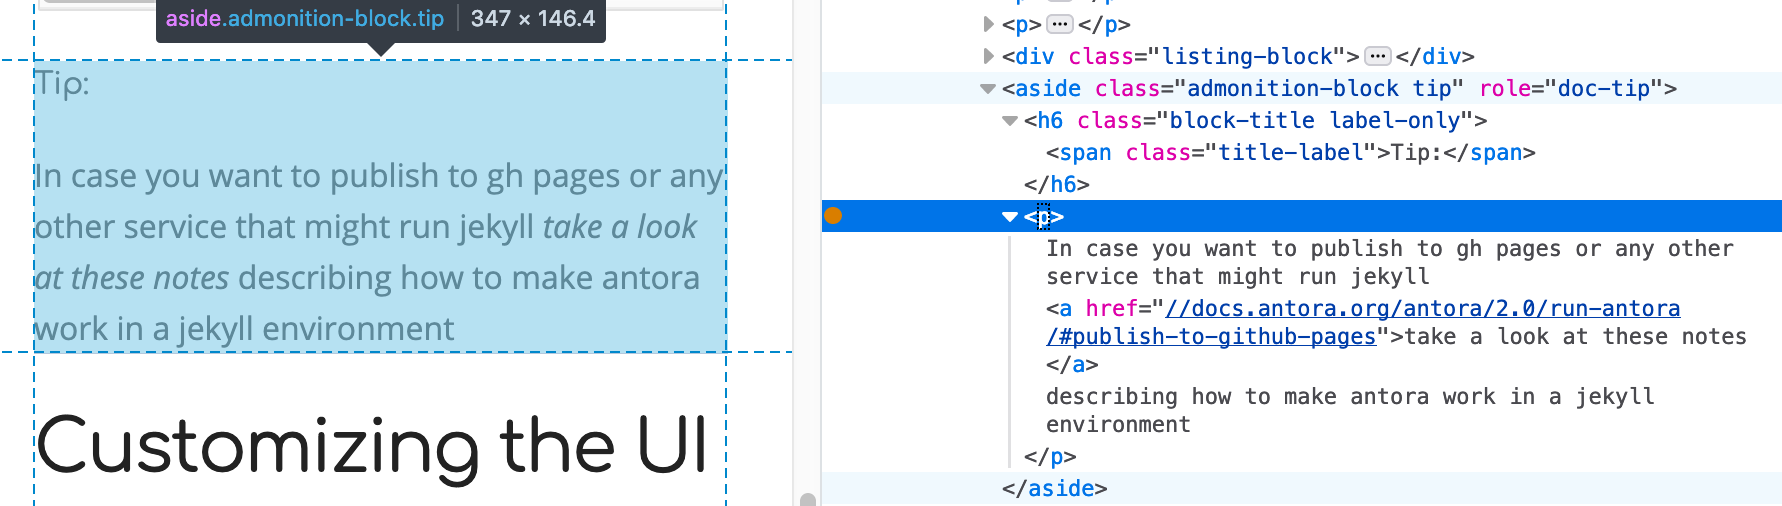 aside.admonition-block.tip | 347 × 146.4
Tip:
In case you want to publish to gh pages or any
other service that might run jekyll take a look
at these notes describing how to make antora
work in a jekyll environment
Customizing the UI
<p> ⋯ </p>
<div class="listing-block"> ⋯ </div>
<aside class="admonition-block tip" role="doc-tip">
<h6 class="block-title label-only">
<span class="title-label">Tip:</span>
</h6>
<p>
In case you want to publish to gh pages or any other
service that might run jekyll
<a href="//docs.antora.org/antora/2.0/run-antora
/#publish-to-github-pages">take a look at these notes
</a>
describing how to make antora work in a jekyll
environment
</p>
</aside>